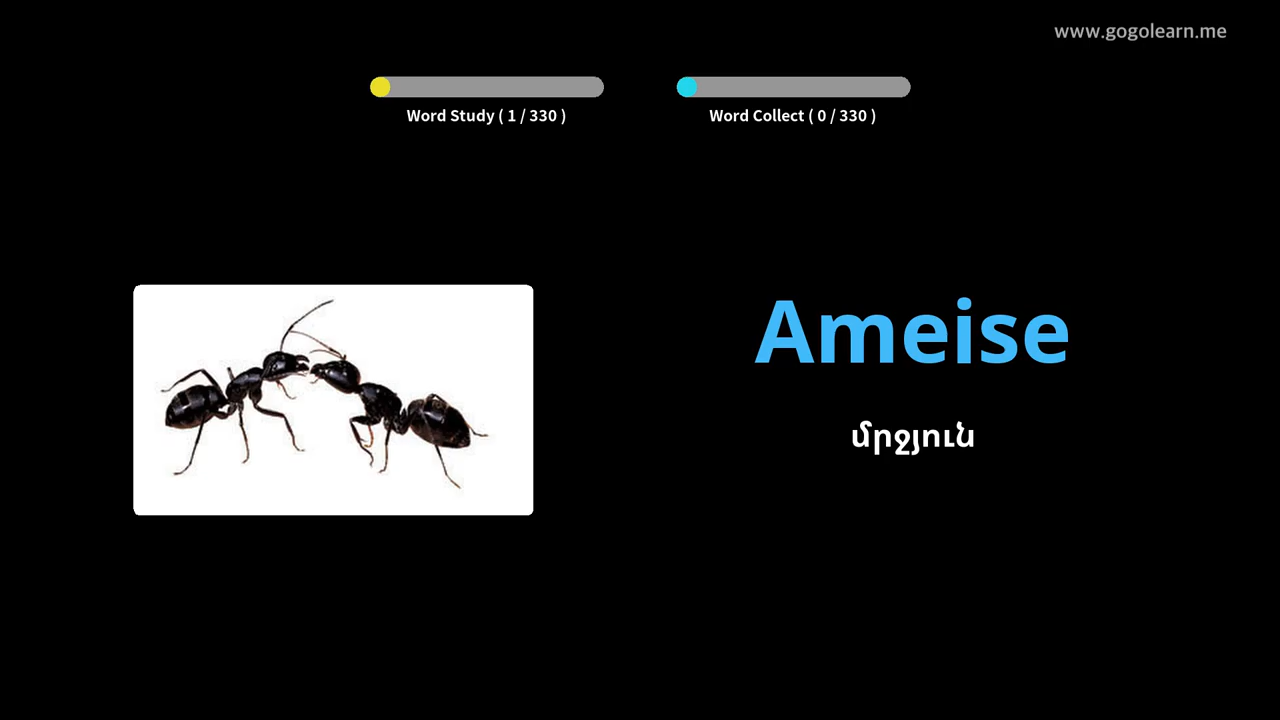 www.gogolearn.me
Word Study ( 1 / 330 )
Word Collect ( 0 / 330 )
Ameise
մրջյուն